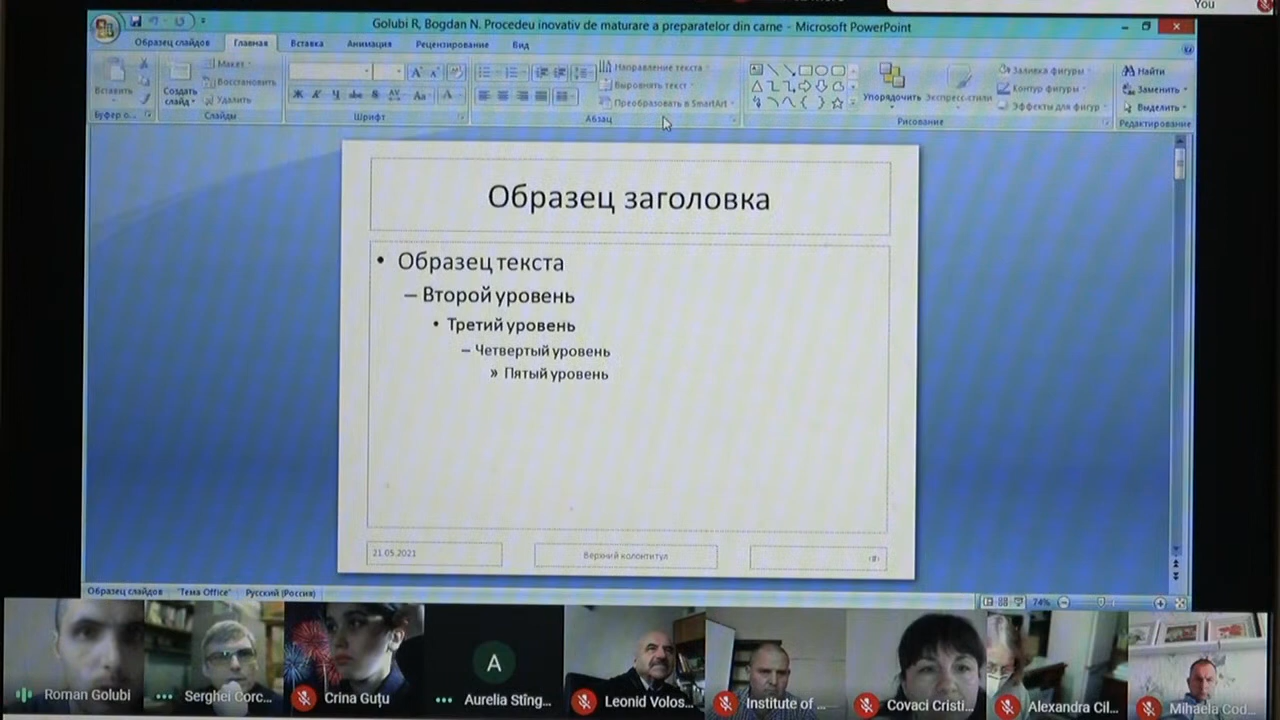 You
Golubi R, Bogdan N. Procedeu inovativ de maturare a preparatelor din carne - Microsoft PowerPoint
Образец слайдов Главная Вставка Анимация Рецензирование Вид
Вставить
Создать слайд
Макет
Восстановить
Удалить
Ж К Ч abc S AV Aa A
Направление текста
Выровнять текст
Преобразовать в SmartArt
Упорядочить
Экспресс-стили
Заливка фигуры
Контур фигуры
Эффекты для фигур
Найти
Заменить
Выделить
Буфер о... Слайды Шрифт Абзац Рисование Редактирование
Образец заголовка
• Образец текста
– Второй уровень
• Третий уровень
– Четвертый уровень
» Пятый уровень
21.05.2021 Верхний колонтитул ‹#›
Образец слайдов "Тема Office" Русский (Россия) 74%
A
Roman Golubi Serghei Corc... Crina Guțu Aurelia Stîng... Leonid Volos... Institute of ... Covaci Cristi... Alexandra Cil... Mihaela Cod...